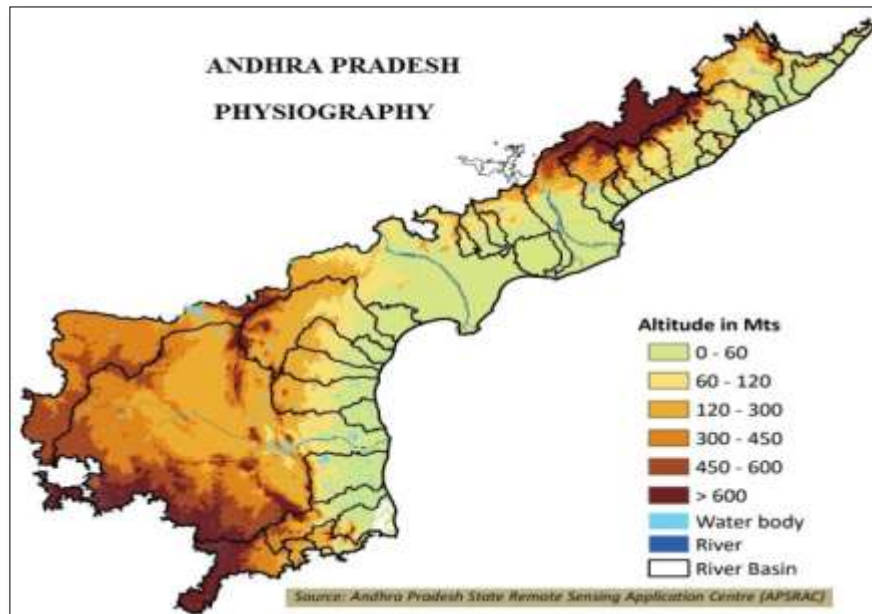 ANDHRA PRADESH
PHYSIOGRAPHY
Altitude in Mts
0 - 60
60 - 120
120 - 300
300 - 450
450 - 600
> 600
Water body
River
River Basin
Source: Andhra Pradesh State Remote Sensing Application Centre (APSRAC)